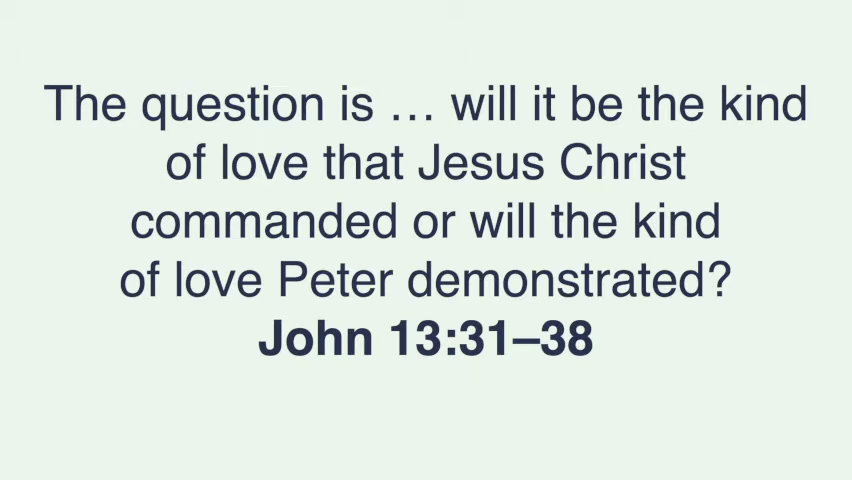 The question is … will it be the kind
of love that Jesus Christ
commanded or will the kind
of love Peter demonstrated?
John 13:31–38